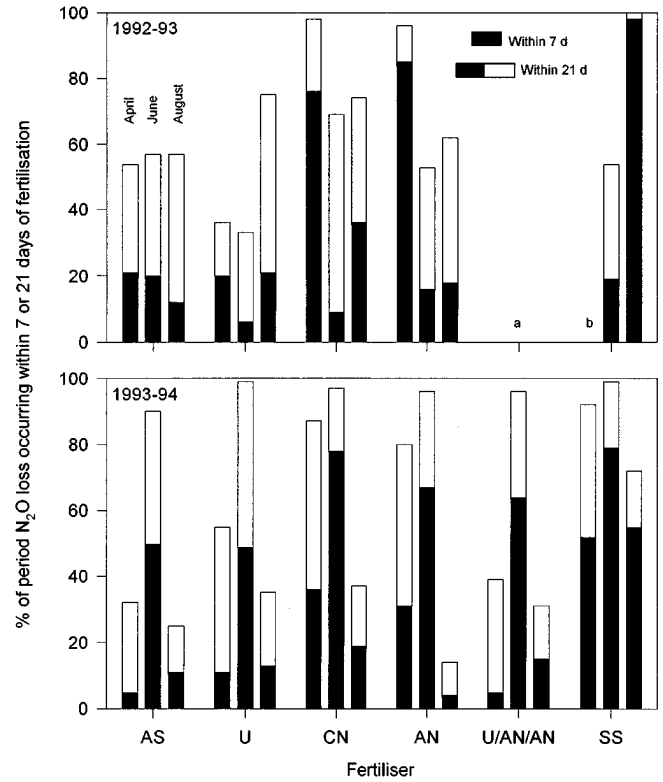 % of period N₂O loss occurring within 7 or 21 days of fertilisation
100
80
60
40
20
0
1992-93
April
June
August
Within 7 d
Within 21 d
a
b
100
80
60
40
20
0
1993-94
AS U CN AN U/AN/AN SS
Fertiliser